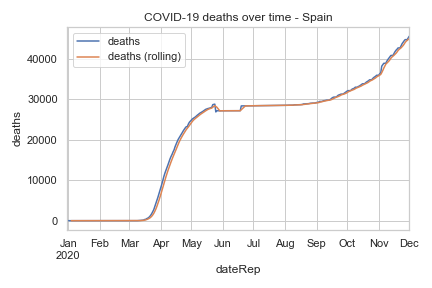 COVID-19 deaths over time - Spain
deaths
deaths (rolling)
40000
30000
20000
10000
0
deaths
Jan Feb Mar Apr May Jun Jul Aug Sep Oct Nov Dec
2020
dateRep